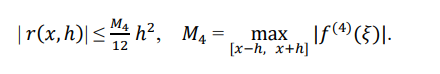 |r(x,h)| ≤ M₄/12 h², M₄ = max_[x−h, x+h] |f⁽⁴⁾(ξ)|.